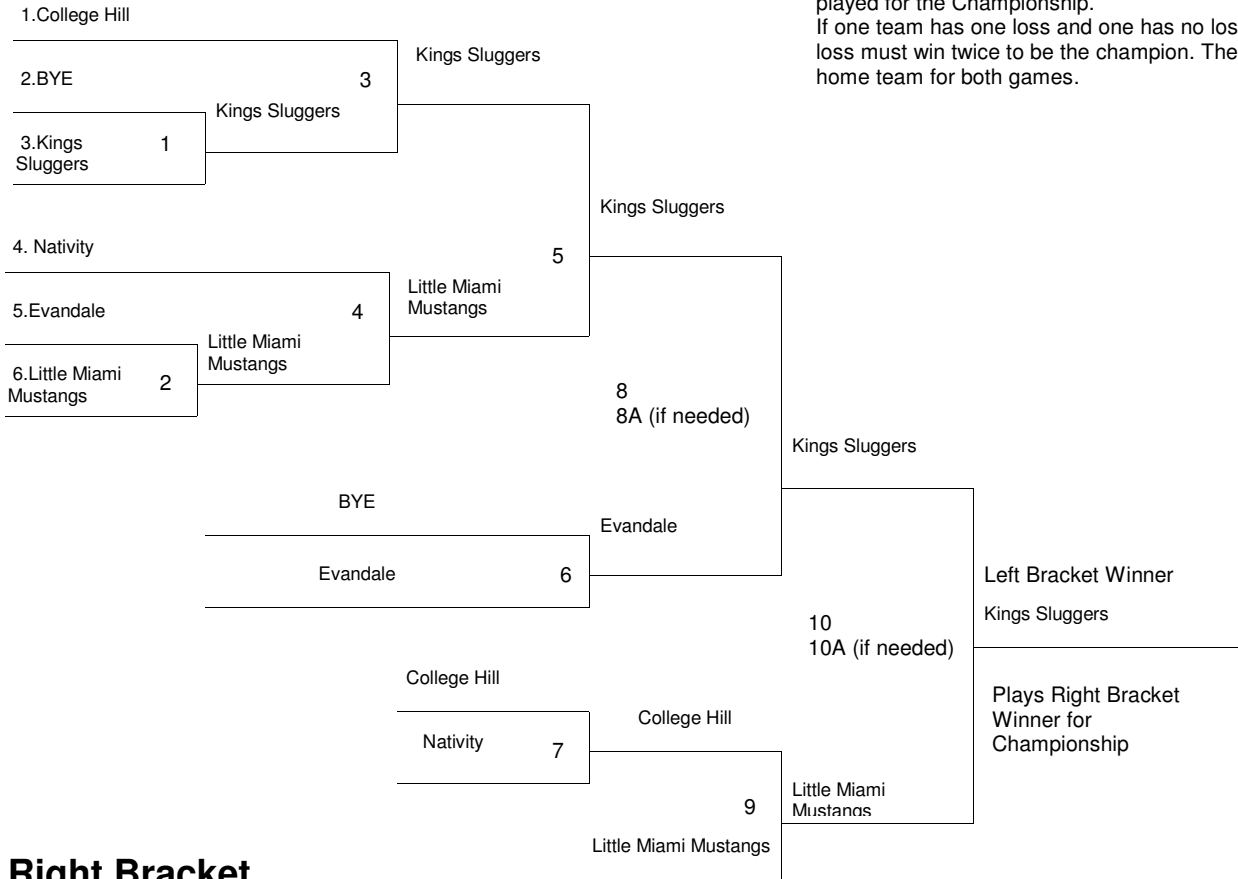 played for the Championship.
If one team has one loss and one has no los
loss must win twice to be the champion. The
home team for both games.
1.College Hill
Kings Sluggers
2.BYE
3
Kings Sluggers
3.Kings
Sluggers
1
Kings Sluggers
4. Nativity
5
Little Miami
Mustangs
5.Evandale
4
Little Miami
Mustangs
6.Little Miami
Mustangs
2
8
8A (if needed)
Kings Sluggers
BYE
Evandale
Evandale
6
Left Bracket Winner
Kings Sluggers
10
10A (if needed)
College Hill
Plays Right Bracket
Winner for
Championship
College Hill
Nativity
7
Little Miami
Mustangs
9
Little Miami Mustangs
Right Bracket